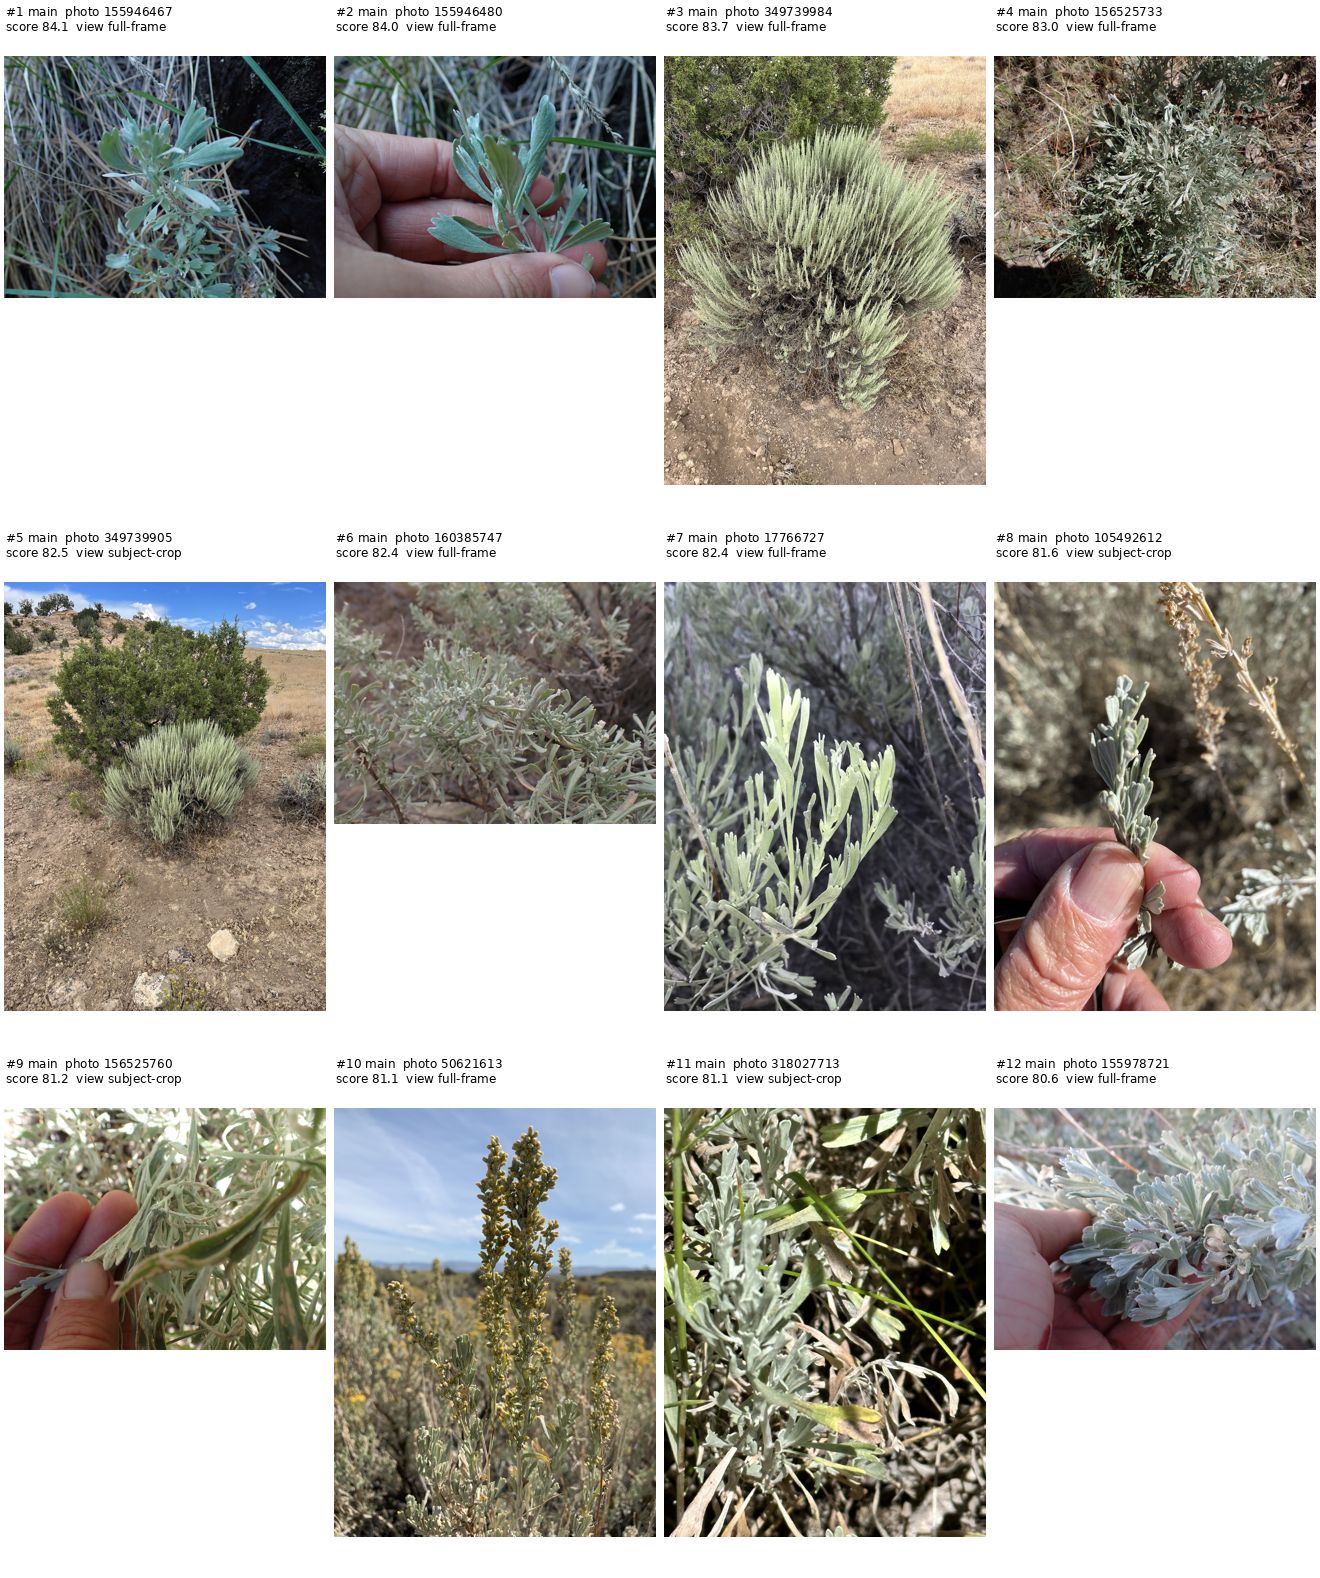 #1 main  photo 155946467
score 84.1  view full-frame
#2 main  photo 155946480
score 84.0  view full-frame
#3 main  photo 349739984
score 83.7  view full-frame
#4 main  photo 156525733
score 83.0  view full-frame
#5 main  photo 349739905
score 82.5  view subject-crop
#6 main  photo 160385747
score 82.4  view full-frame
#7 main  photo 17766727
score 82.4  view full-frame
#8 main  photo 105492612
score 81.6  view subject-crop
#9 main  photo 156525760
score 81.2  view subject-crop
#10 main  photo 50621613
score 81.1  view full-frame
#11 main  photo 318027713
score 81.1  view subject-crop
#12 main  photo 155978721
score 80.6  view full-frame